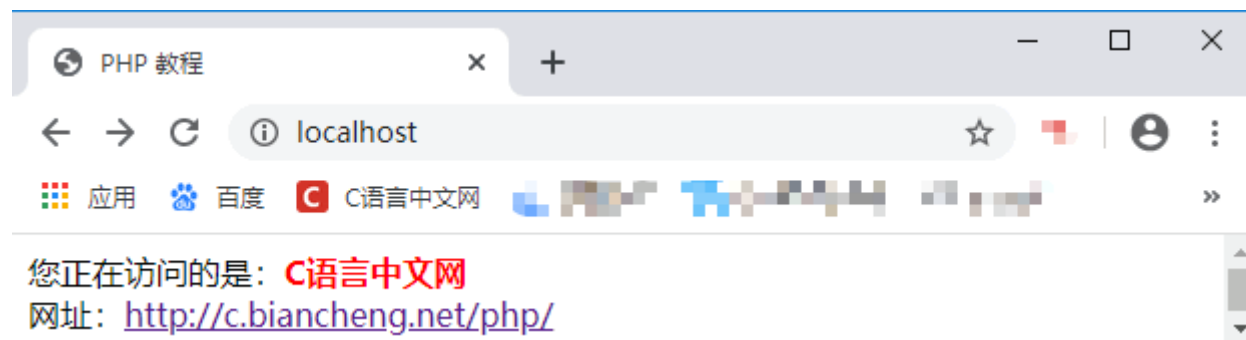 PHP 教程
localhost
应用 百度 C C语言中文网
您正在访问的是：C语言中文网
网址：http://c.biancheng.net/php/